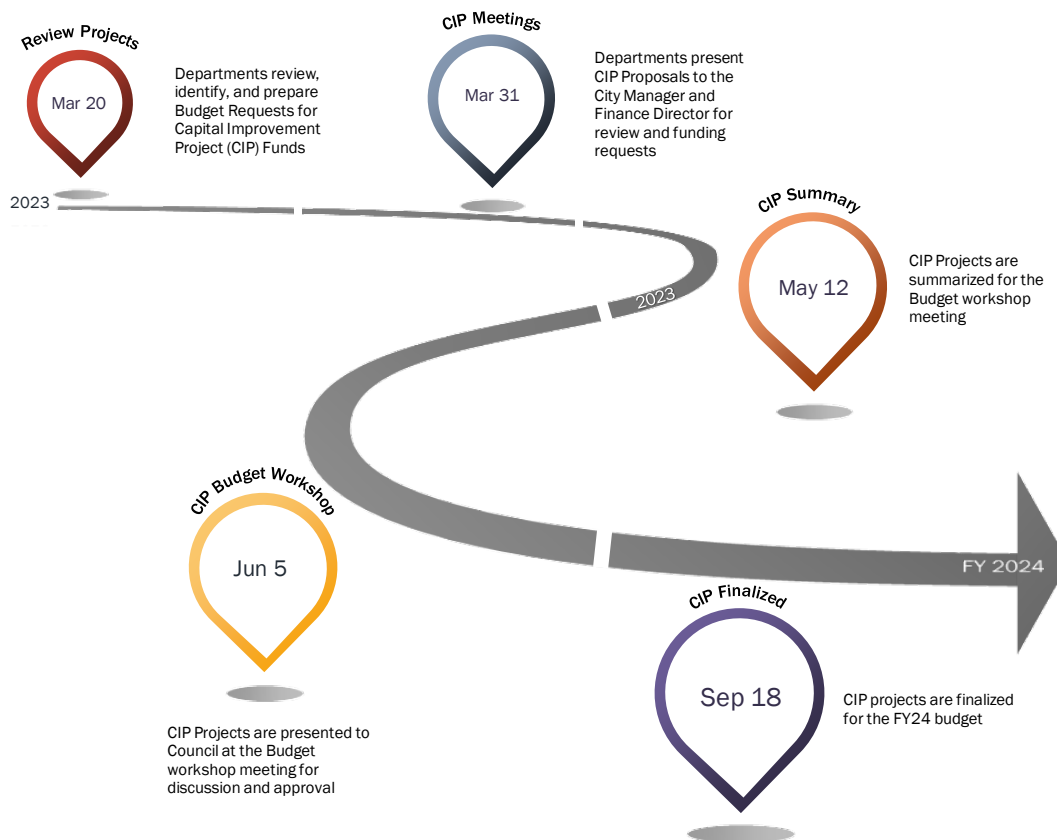 Review Projects
Mar 20
Departments review,
identify, and prepare
Budget Requests for
Capital Improvement
Project (CIP) Funds
CIP Meetings
Mar 31
Departments present
CIP Proposals to the
City Manager and
Finance Director for
review and funding
requests
2023
CIP Summary
May 12
CIP Projects are
summarized for the
Budget workshop
meeting
2023
CIP Budget Workshop
Jun 5
CIP Projects are presented to
Council at the Budget
workshop meeting for
discussion and approval
FY 2024
CIP Finalized
Sep 18
CIP projects are finalized
for the FY24 budget